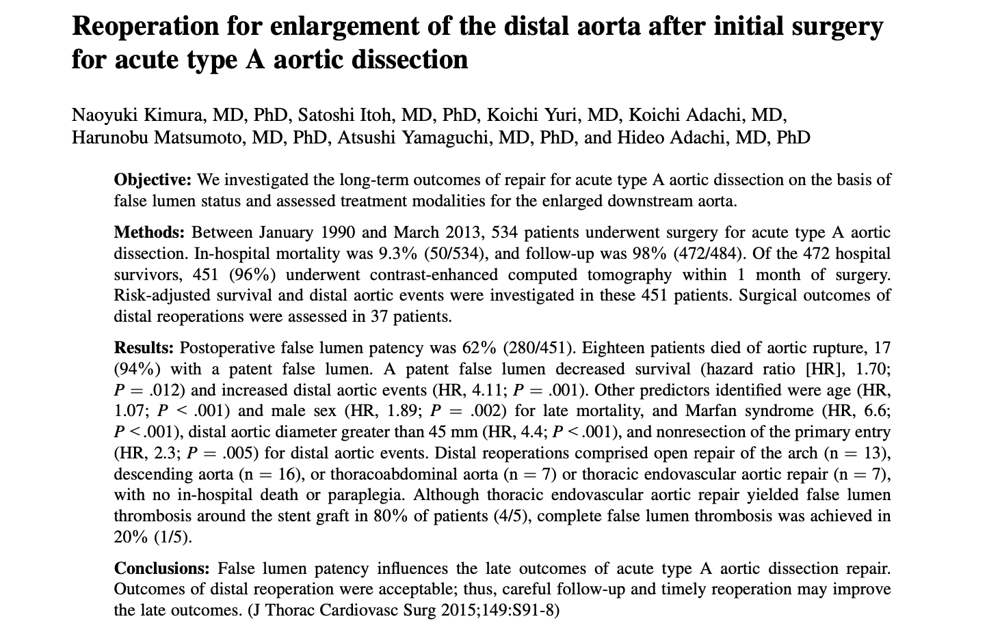 Reoperation for enlargement of the distal aorta after initial surgery
for acute type A aortic dissection
Naoyuki Kimura, MD, PhD, Satoshi Itoh, MD, PhD, Koichi Yuri, MD, Koichi Adachi, MD,
Harunobu Matsumoto, MD, PhD, Atsushi Yamaguchi, MD, PhD, and Hideo Adachi, MD, PhD
Objective: We investigated the long-term outcomes of repair for acute type A aortic dissection on the basis of
false lumen status and assessed treatment modalities for the enlarged downstream aorta.
Methods: Between January 1990 and March 2013, 534 patients underwent surgery for acute type A aortic
dissection. In-hospital mortality was 9.3% (50/534), and follow-up was 98% (472/484). Of the 472 hospital
survivors, 451 (96%) underwent contrast-enhanced computed tomography within 1 month of surgery.
Risk-adjusted survival and distal aortic events were investigated in these 451 patients. Surgical outcomes of
distal reoperations were assessed in 37 patients.
Results: Postoperative false lumen patency was 62% (280/451). Eighteen patients died of aortic rupture, 17
(94%) with a patent false lumen. A patent false lumen decreased survival (hazard ratio [HR], 1.70;
P = .012) and increased distal aortic events (HR, 4.11; P = .001). Other predictors identified were age (HR,
1.07; P < .001) and male sex (HR, 1.89; P = .002) for late mortality, and Marfan syndrome (HR, 6.6;
P < .001), distal aortic diameter greater than 45 mm (HR, 4.4; P < .001), and nonresection of the primary entry
(HR, 2.3; P = .005) for distal aortic events. Distal reoperations comprised open repair of the arch (n = 13),
descending aorta (n = 16), or thoracoabdominal aorta (n = 7) or thoracic endovascular aortic repair (n = 7),
with no in-hospital death or paraplegia. Although thoracic endovascular aortic repair yielded false lumen
thrombosis around the stent graft in 80% of patients (4/5), complete false lumen thrombosis was achieved in
20% (1/5).
Conclusions: False lumen patency influences the late outcomes of acute type A aortic dissection repair.
Outcomes of distal reoperation were acceptable; thus, careful follow-up and timely reoperation may improve
the late outcomes. (J Thorac Cardiovasc Surg 2015;149:S91-8)